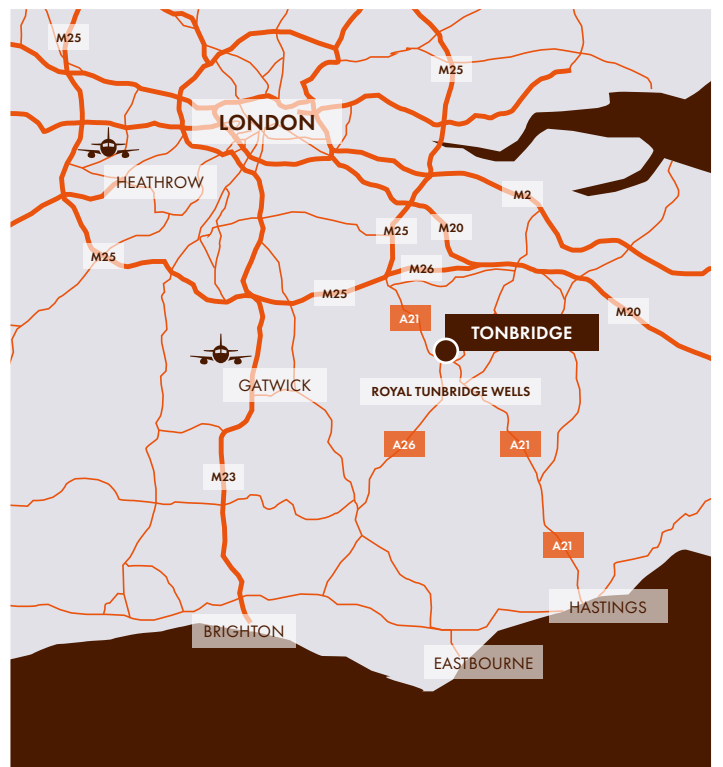 M25
M25
LONDON
HEATHROW
M2
M25
M20
M25
M26
M25
M20
A21
TONBRIDGE
GATWICK
ROYAL TUNBRIDGE WELLS
A26
A21
M23
A21
HASTINGS
BRIGHTON
EASTBOURNE